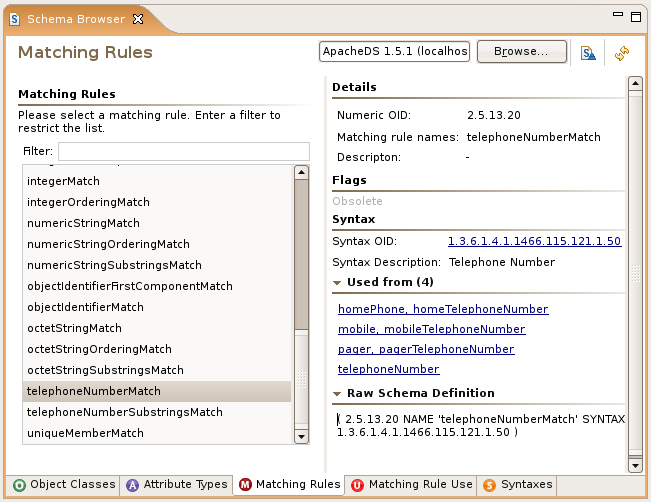 Schema Browser
Matching Rules
ApacheDS 1.5.1 (localhos
Browse...
Matching Rules
Please select a matching rule. Enter a filter to
restrict the list.
Filter:
integerMatch
integerOrderingMatch
numericStringMatch
numericStringOrderingMatch
numericStringSubstringsMatch
objectIdentifierFirstComponentMatch
objectIdentifierMatch
octetStringMatch
octetStringOrderingMatch
octetStringSubstringsMatch
telephoneNumberMatch
telephoneNumberSubstringsMatch
uniqueMemberMatch
Details
Numeric OID: 2.5.13.20
Matching rule names: telephoneNumberMatch
Descripton: -
Flags
Obsolete
Syntax
Syntax OID: 1.3.6.1.4.1.1466.115.121.1.50
Syntax Description: Telephone Number
Used from (4)
homePhone, homeTelephoneNumber
mobile, mobileTelephoneNumber
pager, pagerTelephoneNumber
telephoneNumber
Raw Schema Definition
( 2.5.13.20 NAME 'telephoneNumberMatch' SYNTAX
1.3.6.1.4.1.1466.115.121.1.50 )
O Object Classes
A Attribute Types
M Matching Rules
U Matching Rule Use
S Syntaxes